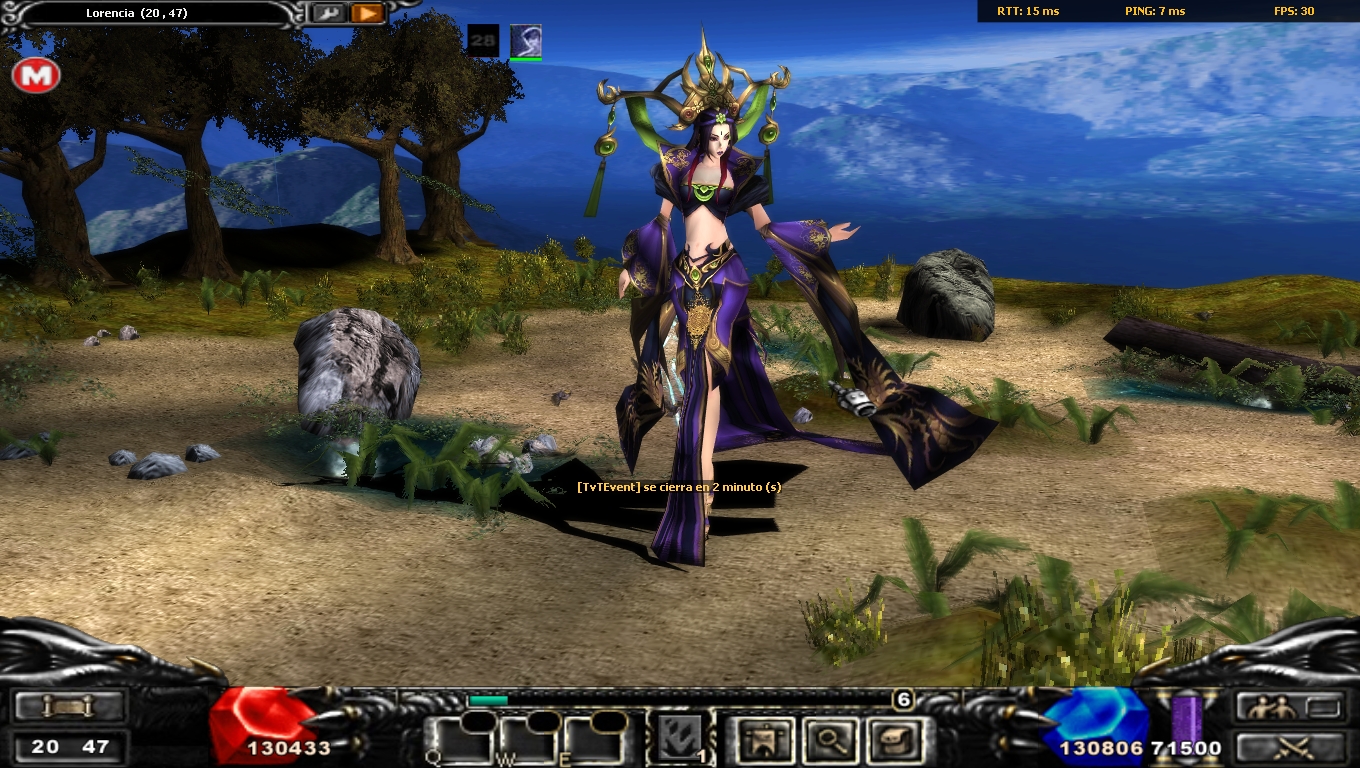 Lorencia (20,47)
RTT: 15 ms PING: 7 ms FPS: 30
28
M
[TvTEvent] se cierra en 2 minuto (s)
6
20 47
130433
Q W E 1
130806 71500